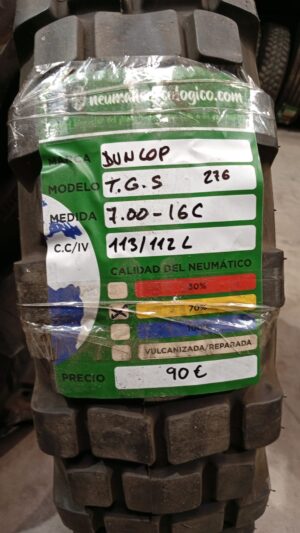 neumaticoecologico.com
MARCA DUNLOP
MODELO T.G.S 276
MEDIDA 7.00-16C
C.C/IV 113/112 L
CALIDAD DEL NEUMÁTICO
50%
70%
100%
VULCANIZADA/REPARADA
PRECIO 90 €